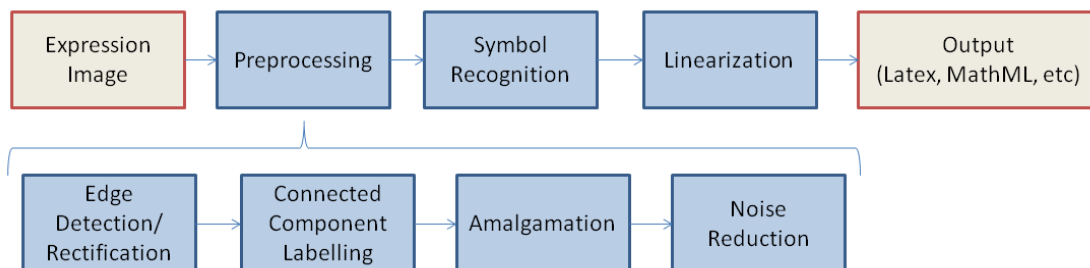 Expression
Image
Preprocessing
Symbol
Recognition
Linearization
Output
(Latex, MathML, etc)
Edge
Detection/
Rectification
Connected
Component
Labelling
Amalgamation
Noise
Reduction